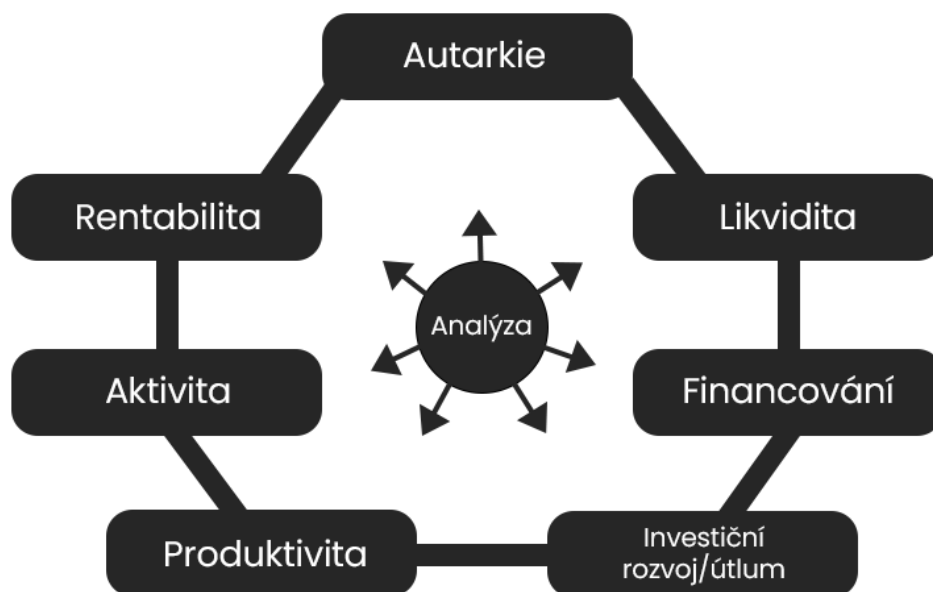 Autarkie
Rentabilita
Likvidita
Analýza
Aktivita
Financování
Produktivita
Investiční
rozvoj/útlum